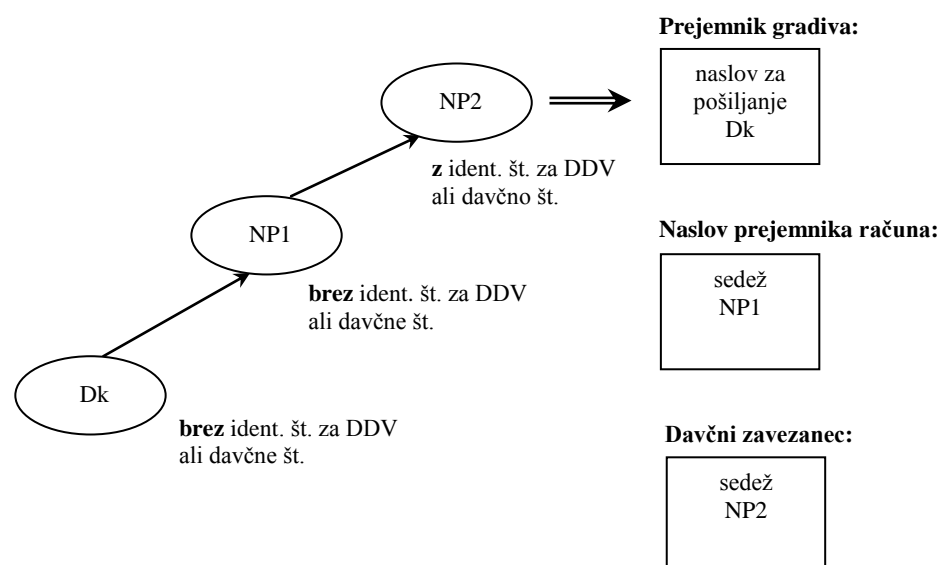 Prejemnik gradiva:
naslov za
pošiljanje
Dk
NP2
z ident. št. za DDV
ali davčno št.
NP1
brez ident. št. za DDV
ali davčne št.
Naslov prejemnika računa:
sedež
NP1
Dk
brez ident. št. za DDV
ali davčne št.
Davčni zavezanec:
sedež
NP2